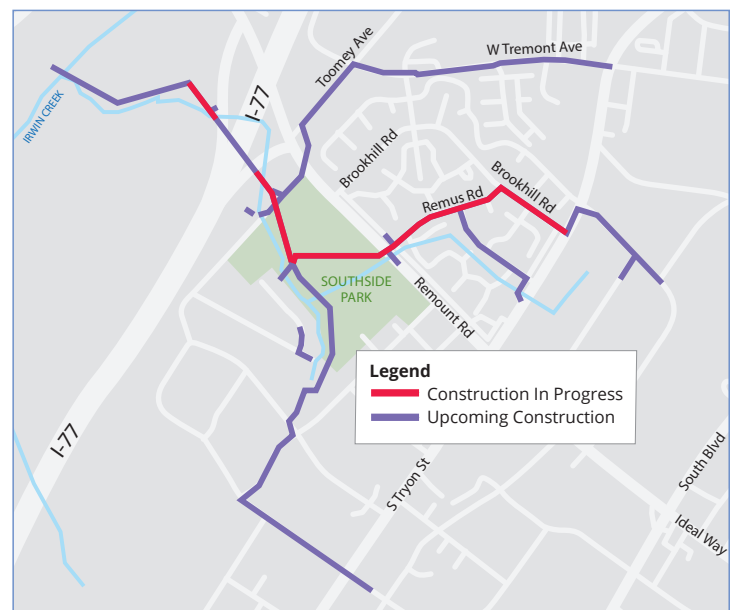 Toomey Ave
W Tremont Ave
I-77
IRWIN CREEK
Brookhill Rd
Brookhill Rd
Remus Rd
SOUTHSIDE
PARK
Remount Rd
Legend
Construction In Progress
Upcoming Construction
I-77
S Tryon St
South Blvd
Ideal Way